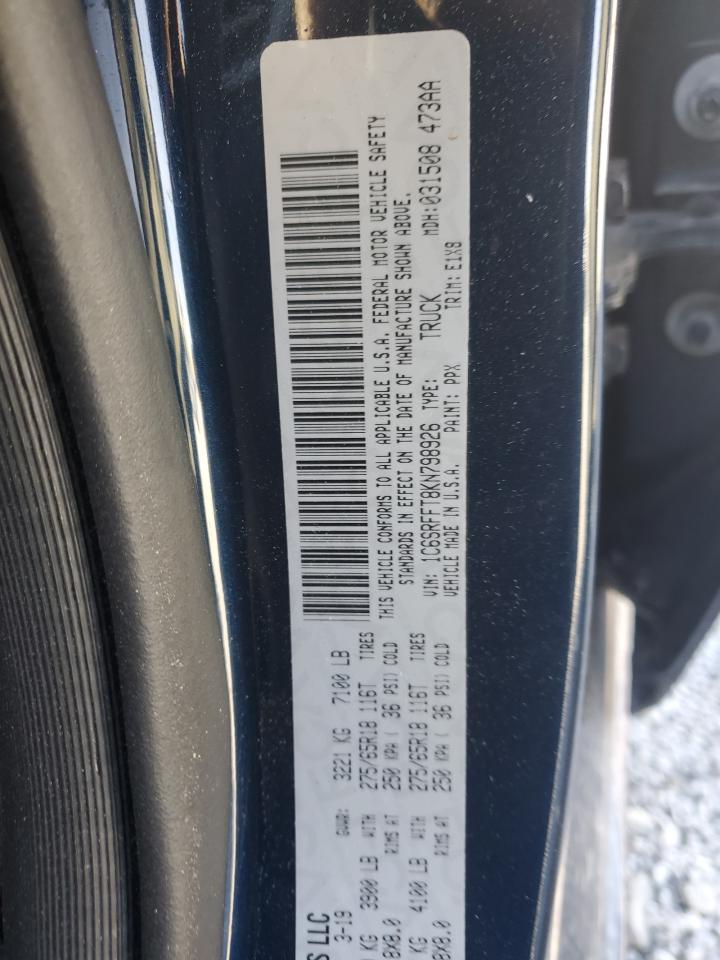 S LLC
3-19 GVWR: 3221 KG 7100 LB
KG 3900 LB WITH 275/65R18 116T TIRES
8X8.0 RIMS AT 250 KPA ( 36 PSI) COLD
KG 4100 LB WITH 275/65R18 116T TIRES
8X8.0 RIMS AT 250 KPA ( 36 PSI) COLD
THIS VEHICLE CONFORMS TO ALL APPLICABLE U.S.A. FEDERAL MOTOR VEHICLE SAFETY
STANDARDS IN EFFECT ON THE DATE OF MANUFACTURE SHOWN ABOVE.
VIN: 1C6SRFFT8KN798926 TYPE: TRUCK MDH:031508 473AA
VEHICLE MADE IN U.S.A. PAINT: PPX TRIM: E1X8